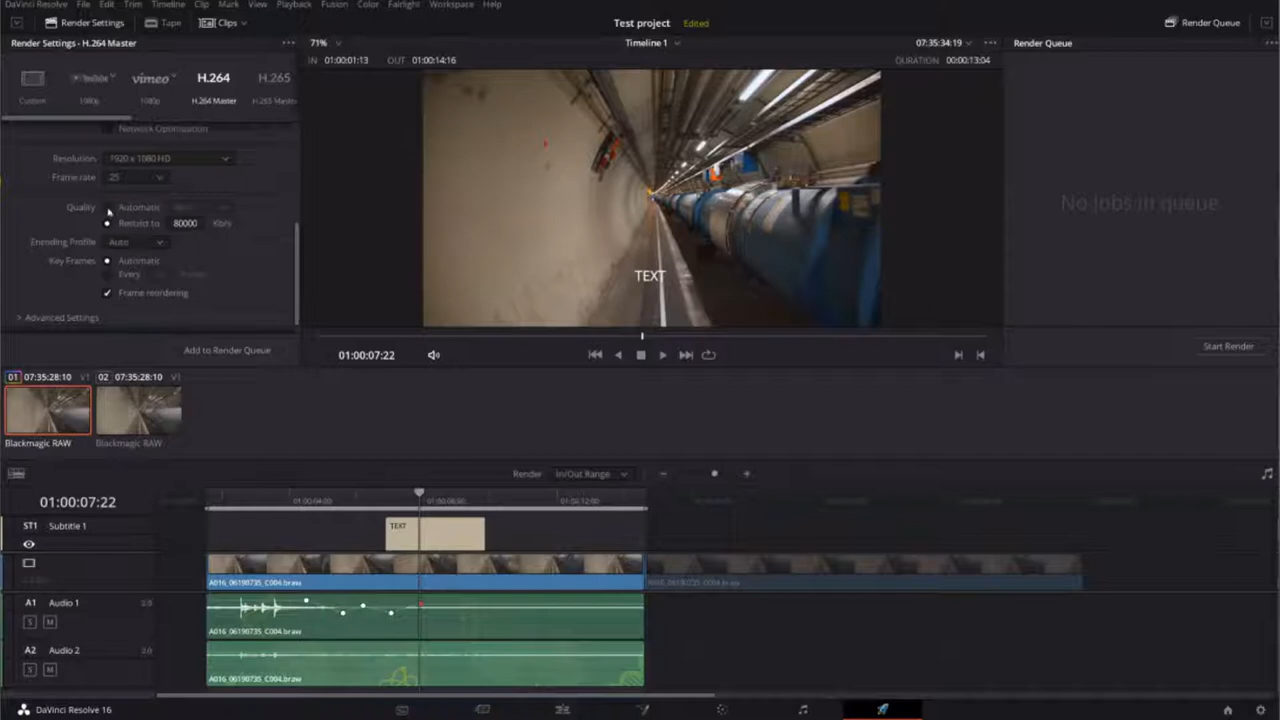 DaVinci Resolve File Edit Trim Timeline Clip Mark View Playback Fusion Color Fairlight Workspace Help
Render Settings Tape Clips Test project Edited Render Queue
Render Settings - H.264 Master 71% Timeline 1 07:35:34:19 Render Queue
IN 01:00:01:13 OUT 01:00:14:16 DURATION 00:00:13:04
YouTube vimeo H.264 H.265
Custom 1080p 1080p H.264 Master H.265 Master
Network Optimisation
Resolution 1920 x 1080 HD
Frame rate 25
Quality Automatic
Restrict to 80000 Kb/s
Encoding Profile Auto
Key Frames Automatic
Every
Frame reordering
Advanced Settings
Add to Render Queue
TEXT
No jobs in queue
01:00:07:22
Start Render
01 07:35:28:10 V1 02 07:35:28:10 V1
Blackmagic RAW Blackmagic RAW
Render In/Out Range
01:00:07:22
01:00:04:00 01:00:12:00
ST1 Subtitle 1 TEXT
A016_06190735_C004.braw A016_06190735_C004.braw
A1 Audio 1 2.0
S M
A016_06190735_C004.braw
A2 Audio 2 2.0
S M
A016_06190735_C004.braw
DaVinci Resolve 16